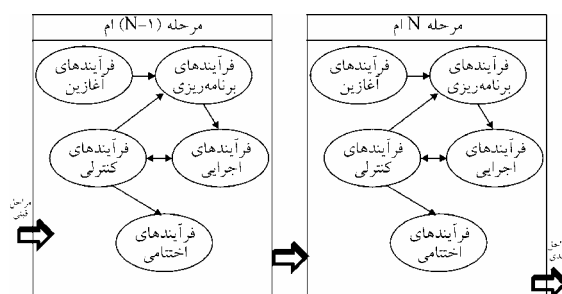 مرحله (N-۱) ام
فرآیندهای
آغازین
فرآیندهای
برنامه‌ریزی
فرآیندهای
کنترلی
فرآیندهای
اجرایی
فرآیندهای
اختتامی
مراحل
قبلی
مرحله N ام
فرآیندهای
آغازین
فرآیندهای
برنامه‌ریزی
فرآیندهای
کنترلی
فرآیندهای
اجرایی
فرآیندهای
اختتامی